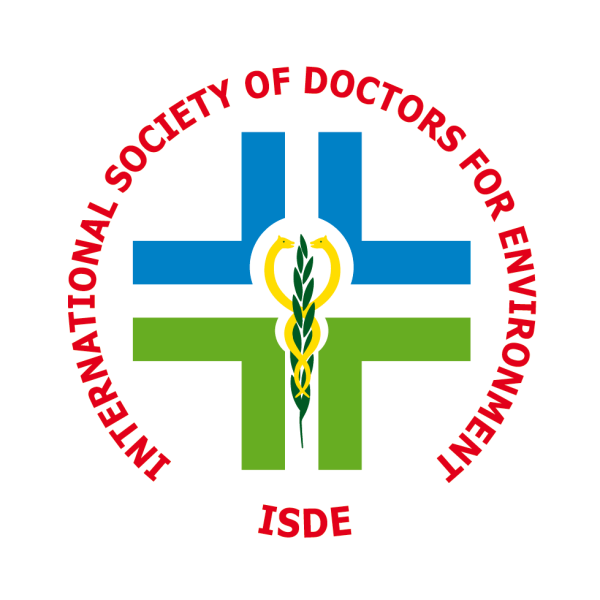 INTERNATIONAL SOCIETY OF DOCTORS FOR ENVIRONMENT
ISDE